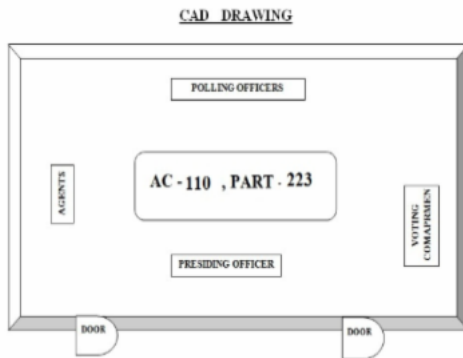 CAD DRAWING
POLLING OFFICERS
AGENTS
AC - 110 , PART - 223
VOTING
COMAPRMEN
PRESIDING OFFICER
DOOR
DOOR